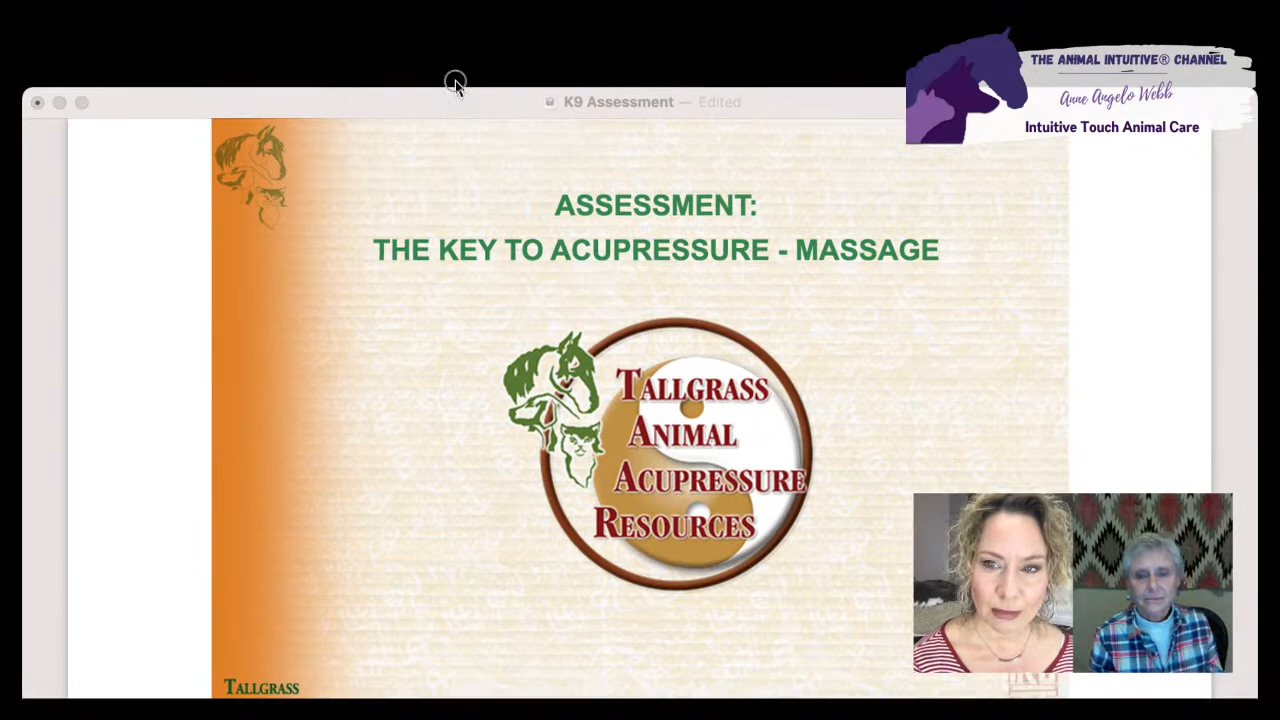 THE ANIMAL INTUITIVE® CHANNEL
Anne Angelo Webb
Intuitive Touch Animal Care
K9 Assessment — Edited
ASSESSMENT:
THE KEY TO ACUPRESSURE - MASSAGE
TALLGRASS
ANIMAL
ACUPRESSURE
RESOURCES
TALLGRASS